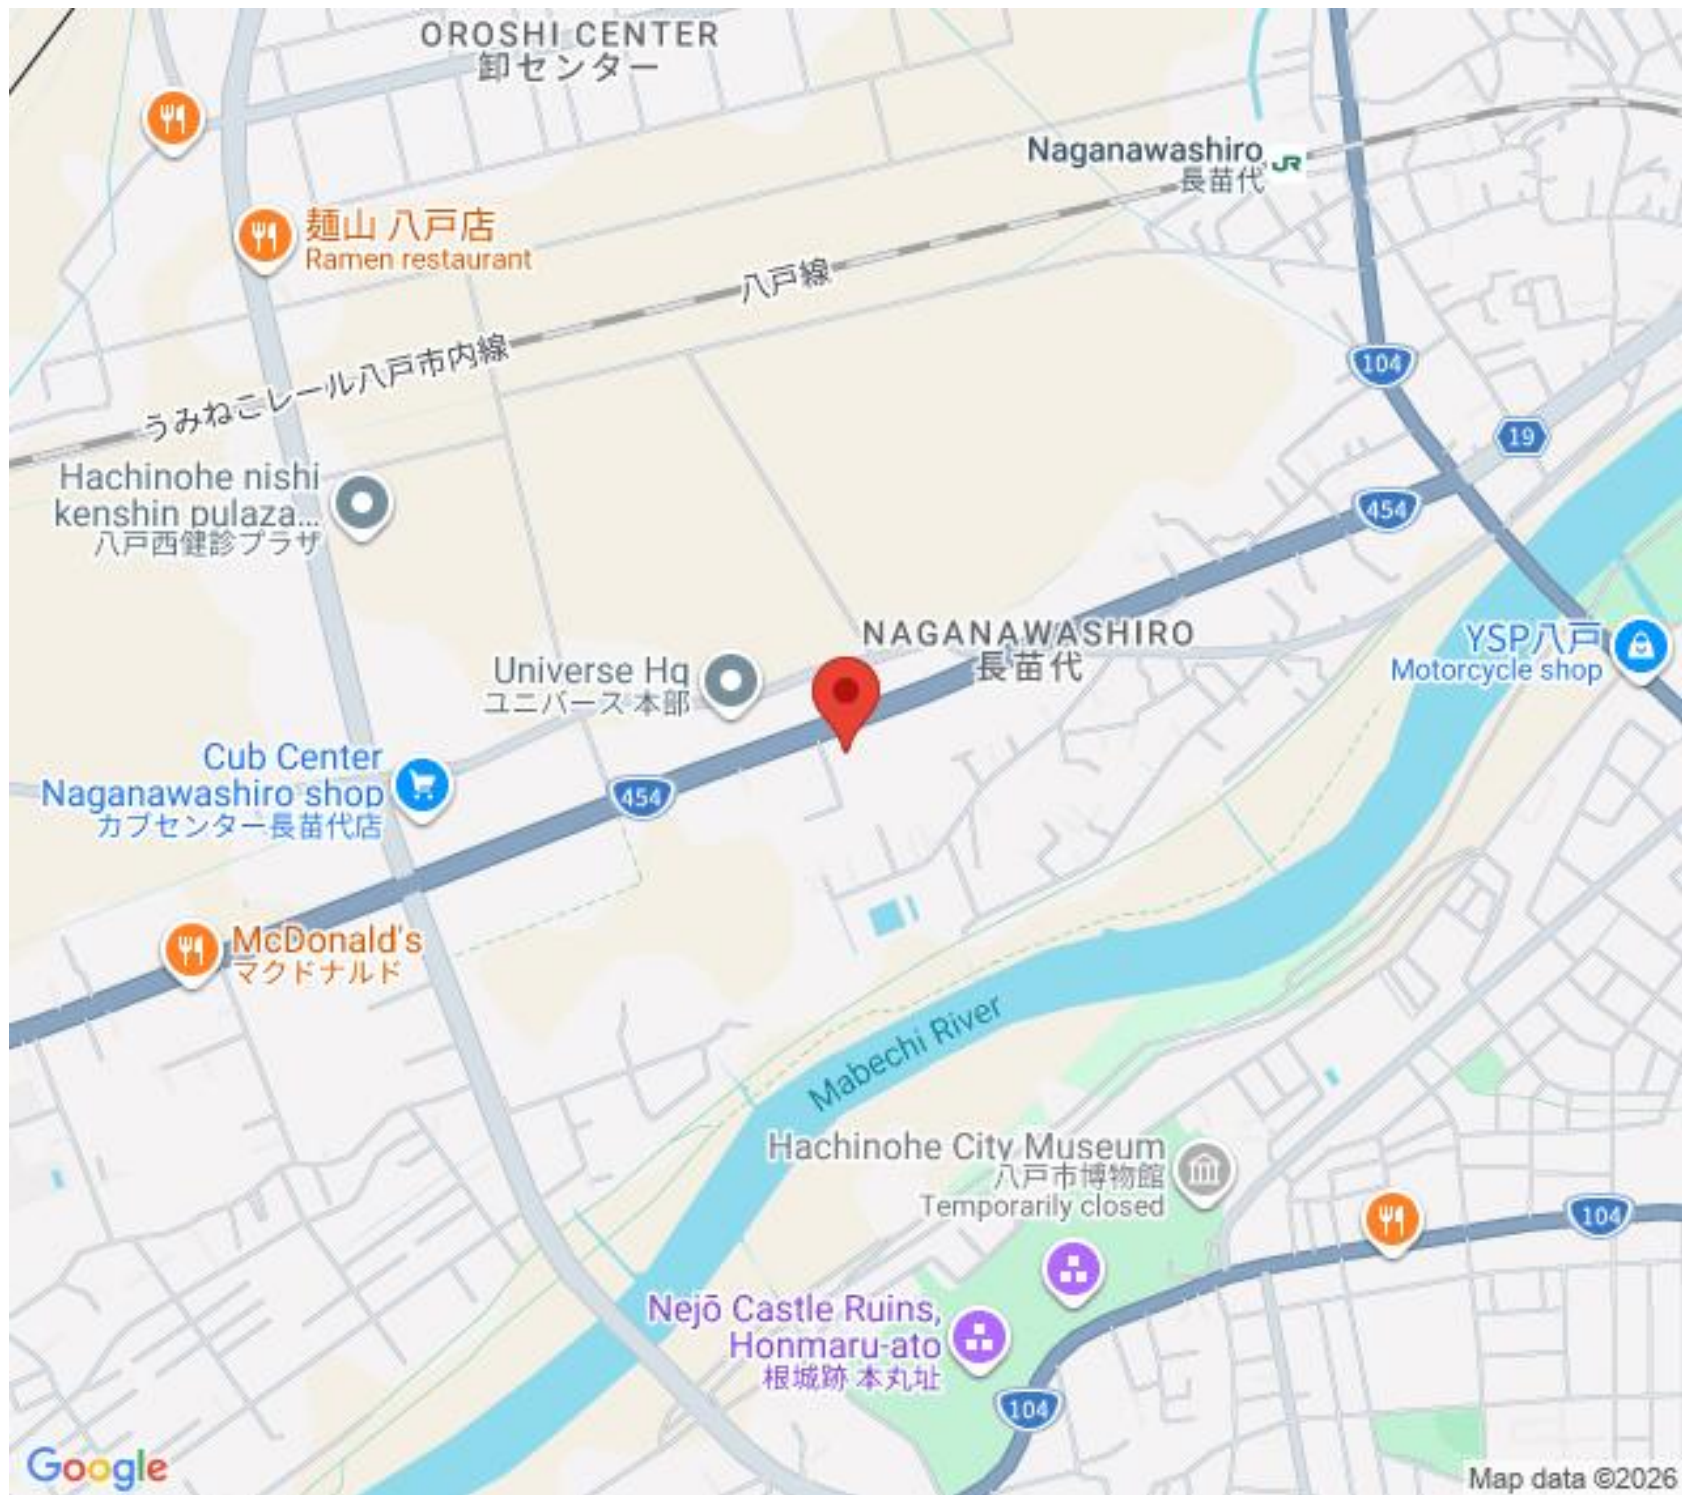 OROSHI CENTER
卸センター
Naganawashiro
長苗代
JR
麺山 八戸店
Ramen restaurant
八戸線
うみねこレール八戸市内線
104
19
Hachinohe nishi
kenshin pulaza...
八戸西健診プラザ
454
NAGANAWASHIRO
長苗代
YSP八戸
Motorcycle shop
Universe Hq
ユニバース 本部
Cub Center
Naganawashiro shop
カブセンター長苗代店
454
McDonald's
マクドナルド
Mabechi River
Hachinohe City Museum
八戸市博物館
Temporarily closed
104
Nejō Castle Ruins,
Honmaru-ato
根城跡 本丸址
104
Google
Map data ©2026